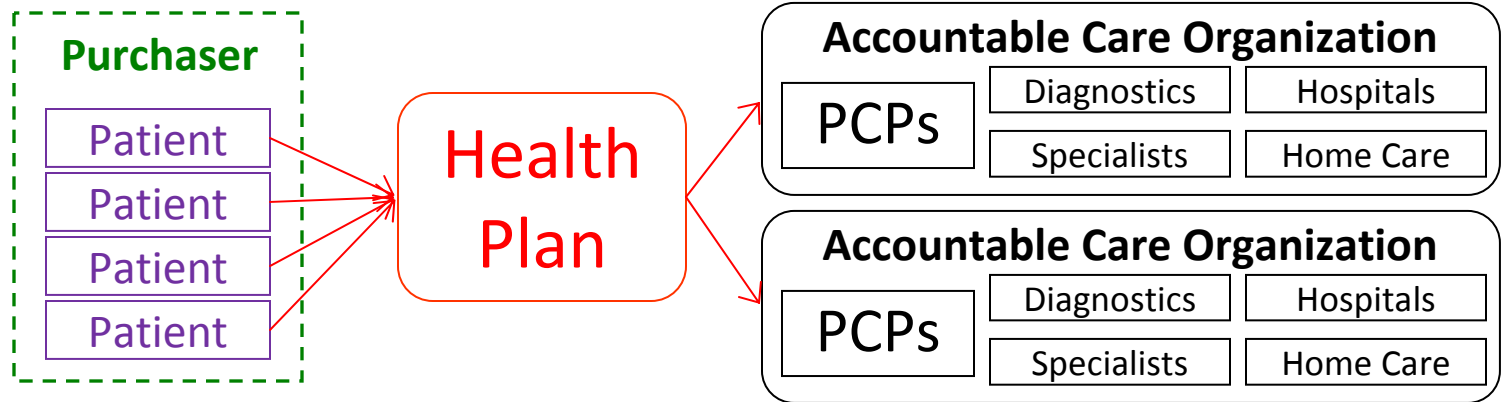 Purchaser
Patient
Patient
Patient
Patient
Health
Plan
Accountable Care Organization
PCPs
Diagnostics
Hospitals
Specialists
Home Care
Accountable Care Organization
PCPs
Diagnostics
Hospitals
Specialists
Home Care